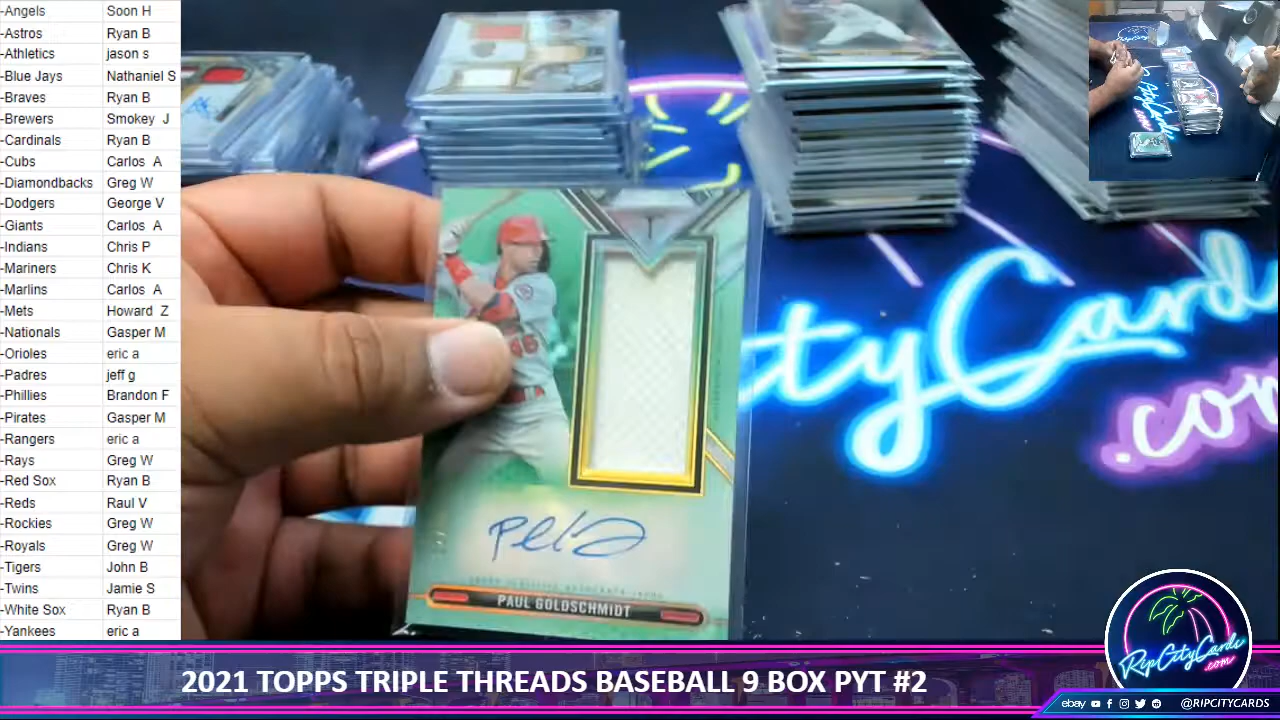 -Angels Soon H
-Astros Ryan B
-Athletics jason s
-Blue Jays Nathaniel S
-Braves Ryan B
-Brewers Smokey J
-Cardinals Ryan B
-Cubs Carlos A
-Diamondbacks Greg W
-Dodgers George V
-Giants Carlos A
-Indians Chris P
-Mariners Chris K
-Marlins Carlos A
-Mets Howard Z
-Nationals Gasper M
-Orioles eric a
-Padres jeff g
-Phillies Brandon F
-Pirates Gasper M
-Rangers eric a
-Rays Greg W
-Red Sox Ryan B
-Reds Raul V
-Rockies Greg W
-Royals Greg W
-Tigers John B
-Twins Jamie S
-White Sox Ryan B
-Yankees eric a
46
PAUL GOLDSCHMIDT
tyCards
.com
RipCityCards
.com
2021 TOPPS TRIPLE THREADS BASEBALL 9 BOX PYT #2
ebay @RIPCITYCARDS